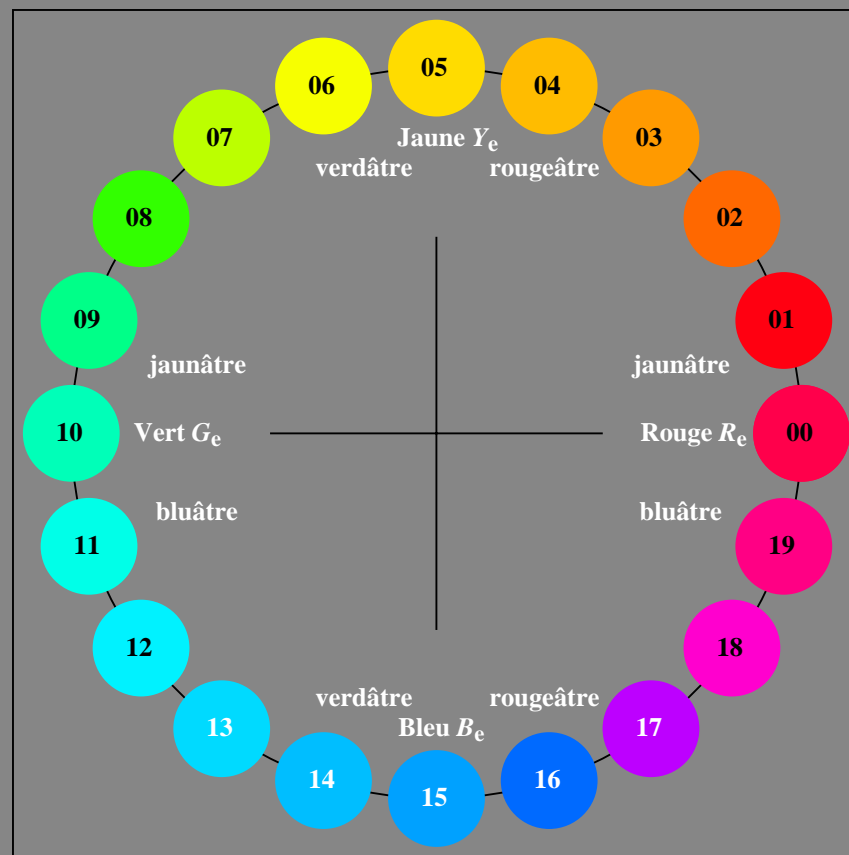 05
06
04
07
Jaune Yₑ
03
verdâtre
rougeâtre
08
02
09
01
jaunâtre
jaunâtre
10
Vert Gₑ
Rouge Rₑ
00
bluâtre
bluâtre
11
19
12
18
verdâtre
rougeâtre
13
Bleu Bₑ
17
14
16
15